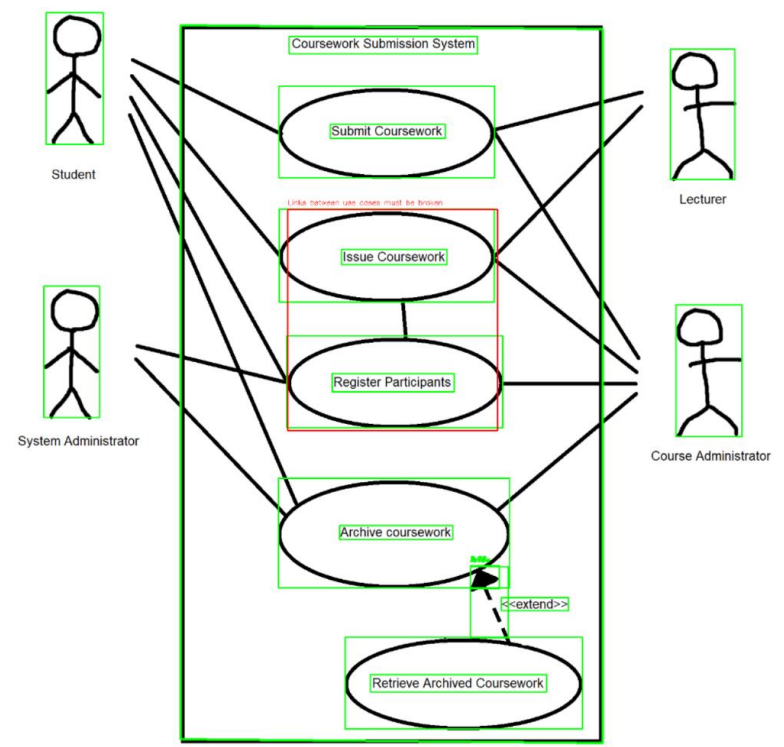 Coursework Submission System
Submit Coursework
Student
Lecturer
Links between use cases must be broken
Issue Coursework
Register Participants
System Administrator
Course Administrator
Archive coursework
<<extend>>
Retrieve Archived Coursework